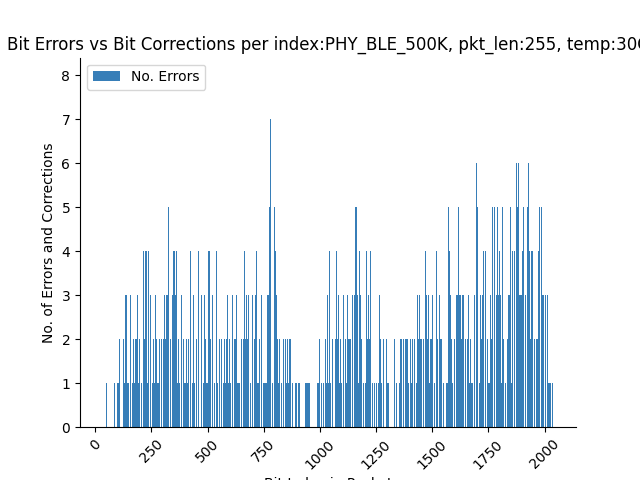 Bit Errors vs Bit Corrections per index:PHY_BLE_500K, pkt_len:255, temp:30
8
No. Errors
7
6
5
4
3
2
1
0
No. of Errors and Corrections
0 250 500 750 1000 1250 1500 1750 2000